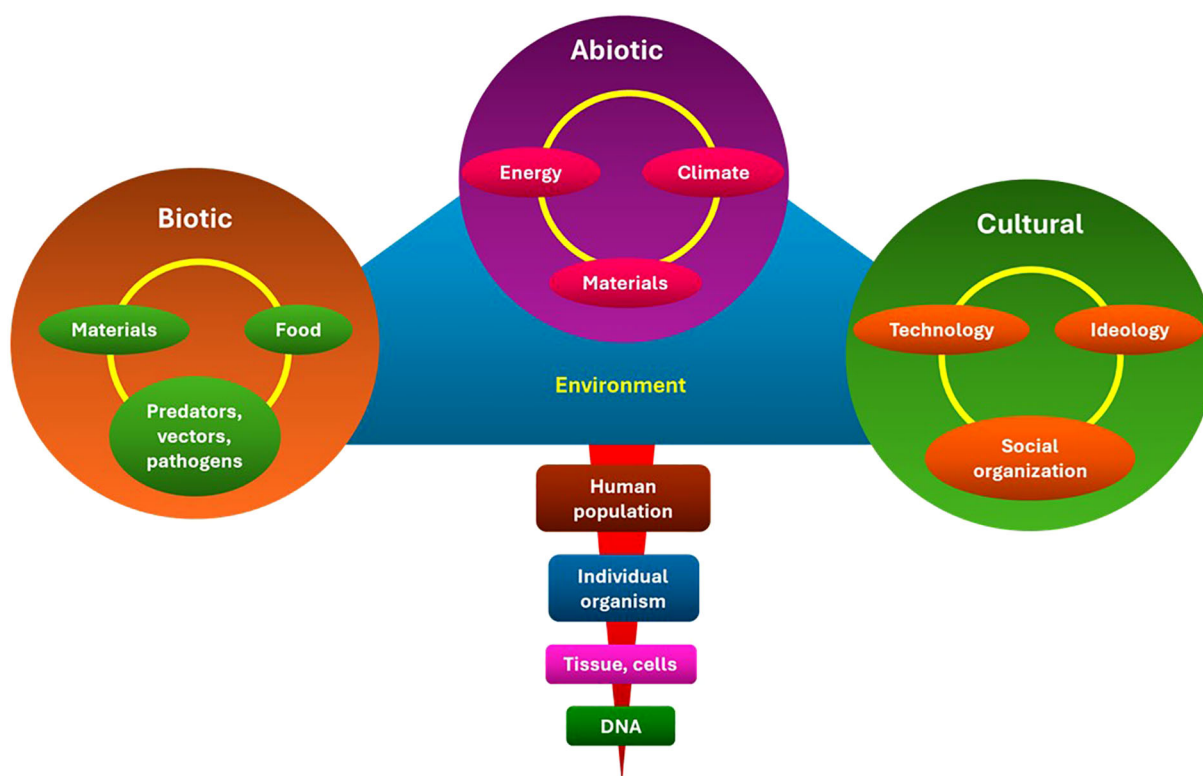 Abiotic
Energy
Climate
Materials
Biotic
Materials
Food
Predators,
vectors,
pathogens
Cultural
Technology
Ideology
Social
organization
Environment
Human
population
Individual
organism
Tissue, cells
DNA